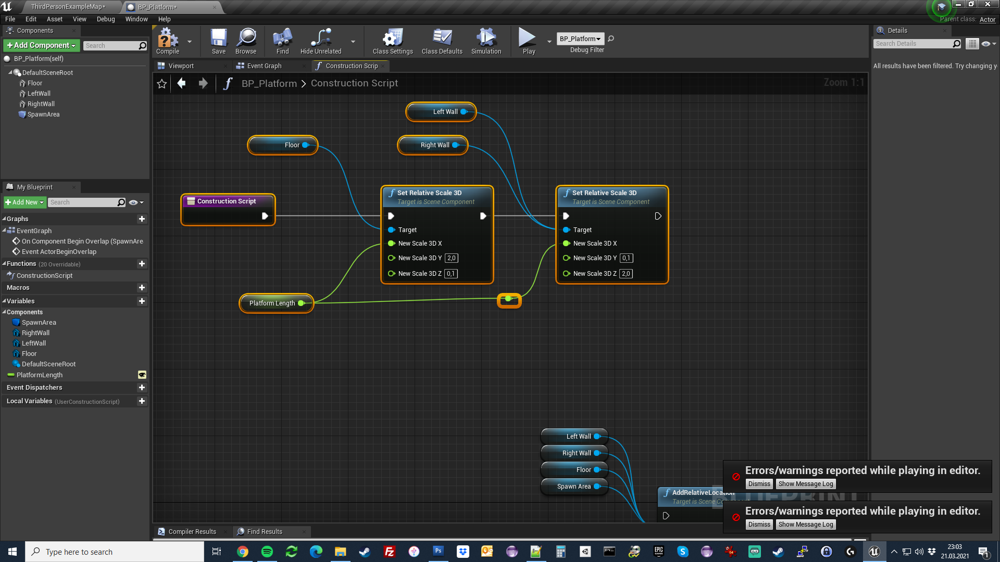 ThirdPersonExampleMap*
BP_Platform*
File
Edit
Asset
View
Debug
Window
Help
Parent class:
Actor
Components
+Add Component
Search
BP_Platform(self)
DefaultSceneRoot
Floor
LeftWall
RightWall
SpawnArea
Compile
Save
Browse
Find
Hide Unrelated
Class Settings
Class Defaults
Simulation
Play
BP_Platform
Debug Filter
Details
Search Details
All results have been filtered. Try changing y
Viewport
Event Graph
Construction Scrip
BP_Platform > Construction Script
Zoom 1:1
My Blueprint
+Add New
Search
Graphs
EventGraph
On Component Begin Overlap (SpawnAre
Event ActorBeginOverlap
Functions (20 Overridable)
ConstructionScript
Macros
Variables
Components
SpawnArea
RightWall
LeftWall
Floor
DefaultSceneRoot
PlatformLength
Event Dispatchers
Local Variables (UserConstructionScript)
Left Wall
Floor
Right Wall
Construction Script
Set Relative Scale 3D
Target is Scene Component
Target
New Scale 3D X
New Scale 3D Y 2,0
New Scale 3D Z 0,1
Set Relative Scale 3D
Target is Scene Component
Target
New Scale 3D X
New Scale 3D Y 0,1
New Scale 3D Z 2,0
Platform Length
Left Wall
Right Wall
Floor
Spawn Area
AddRelativeLocation
Target is Scene Com
BLUEPRINT
Errors/warnings reported while playing in editor.
Dismiss
Show Message Log
Errors/warnings reported while playing in editor.
Dismiss
Show Message Log
Compiler Results
Find Results
Type here to search
Ps
EPIC
GAMES
64
23:03
21.03.2021
1